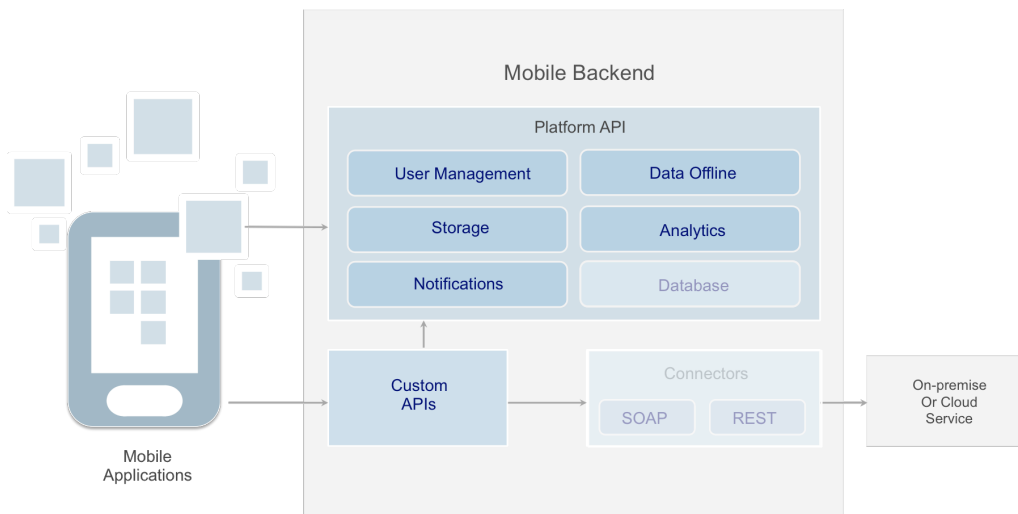 Mobile Backend
Platform API
User Management
Data Offline
Storage
Analytics
Notifications
Database
Custom
APIs
Connectors
SOAP
REST
On-premise
Or Cloud
Service
Mobile
Applications